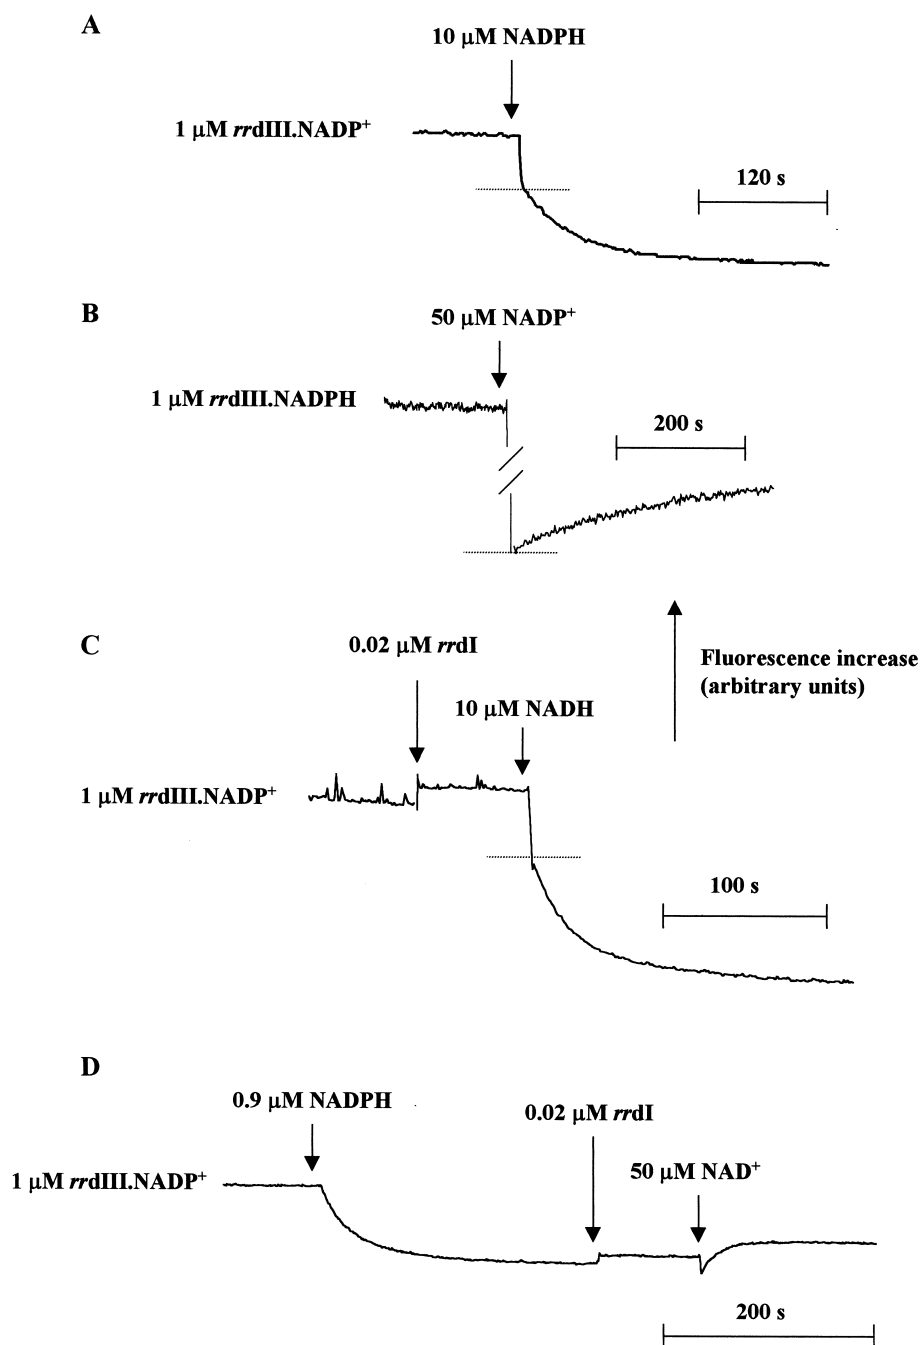 A
10 μM NADPH
1 μM rrdIII.NADP⁺
120 s
B
50 μM NADP⁺
1 μM rrdIII.NADPH
200 s
C
0.02 μM rrdI
Fluorescence increase
(arbitrary units)
10 μM NADH
1 μM rrdIII.NADP⁺
100 s
D
0.9 μM NADPH
0.02 μM rrdI
1 μM rrdIII.NADP⁺
50 μM NAD⁺
200 s